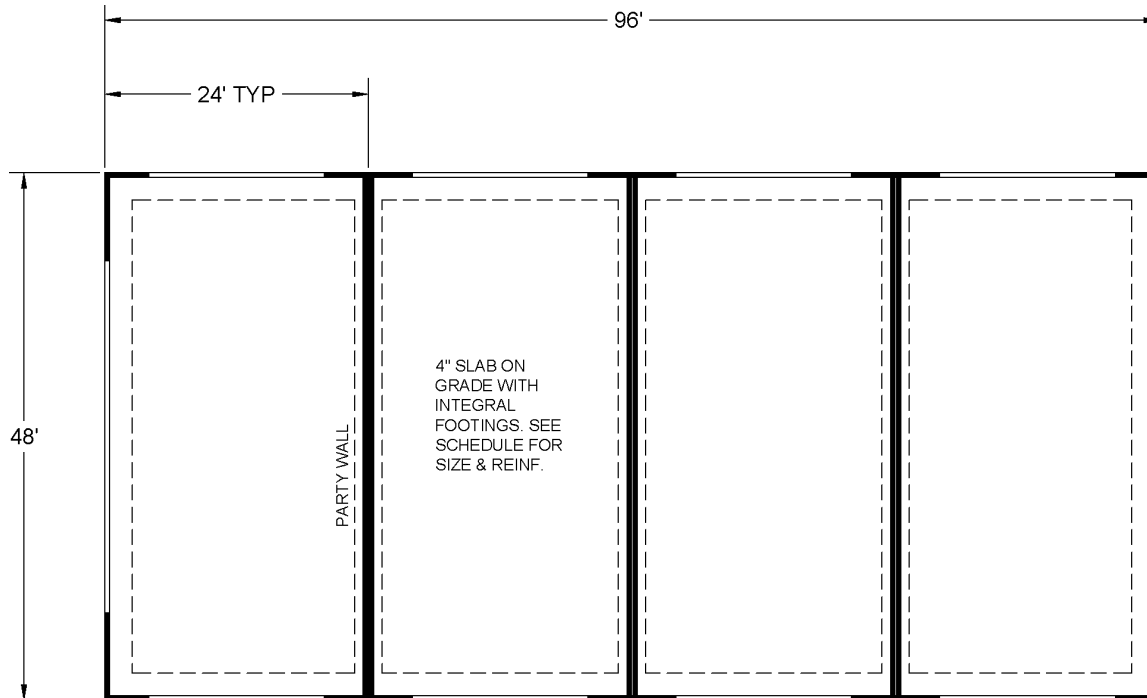 96'
24' TYP
48'
4" SLAB ON
GRADE WITH
INTEGRAL
FOOTINGS. SEE
SCHEDULE FOR
SIZE & REINF.
PARTY WALL